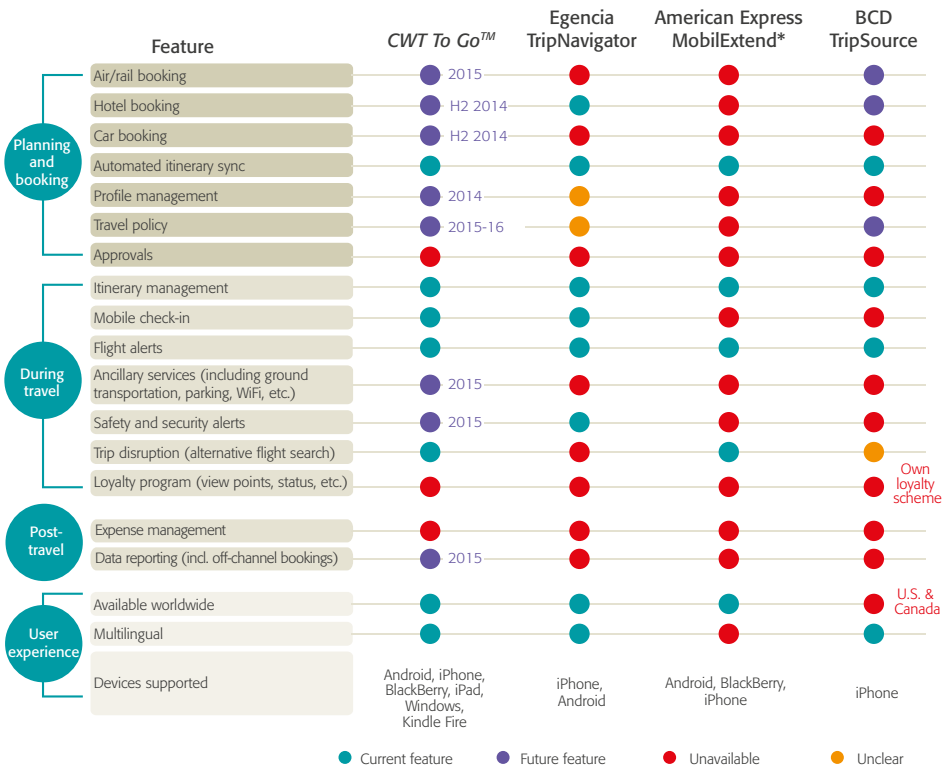 Feature
CWT To Go™
Egencia
TripNavigator
American Express
MobilExtend*
BCD
TripSource
Planning
and
booking
Air/rail booking
2015
Hotel booking
H2 2014
Car booking
H2 2014
Automated itinerary sync
Profile management
2014
Travel policy
2015-16
Approvals
During
travel
Itinerary management
Mobile check-in
Flight alerts
Ancillary services (including ground
transportation, parking, WiFi, etc.)
2015
Safety and security alerts
2015
Trip disruption (alternative flight search)
Loyalty program (view points, status, etc.)
Own
loyalty
scheme
Post-
travel
Expense management
Data reporting (incl. off-channel bookings)
2015
User
experience
Available worldwide
U.S. &
Canada
Multilingual
Devices supported
Android, iPhone,
BlackBerry, iPad,
Windows,
Kindle Fire
iPhone,
Android
Android, BlackBerry,
iPhone
iPhone
Current feature
Future feature
Unavailable
Unclear